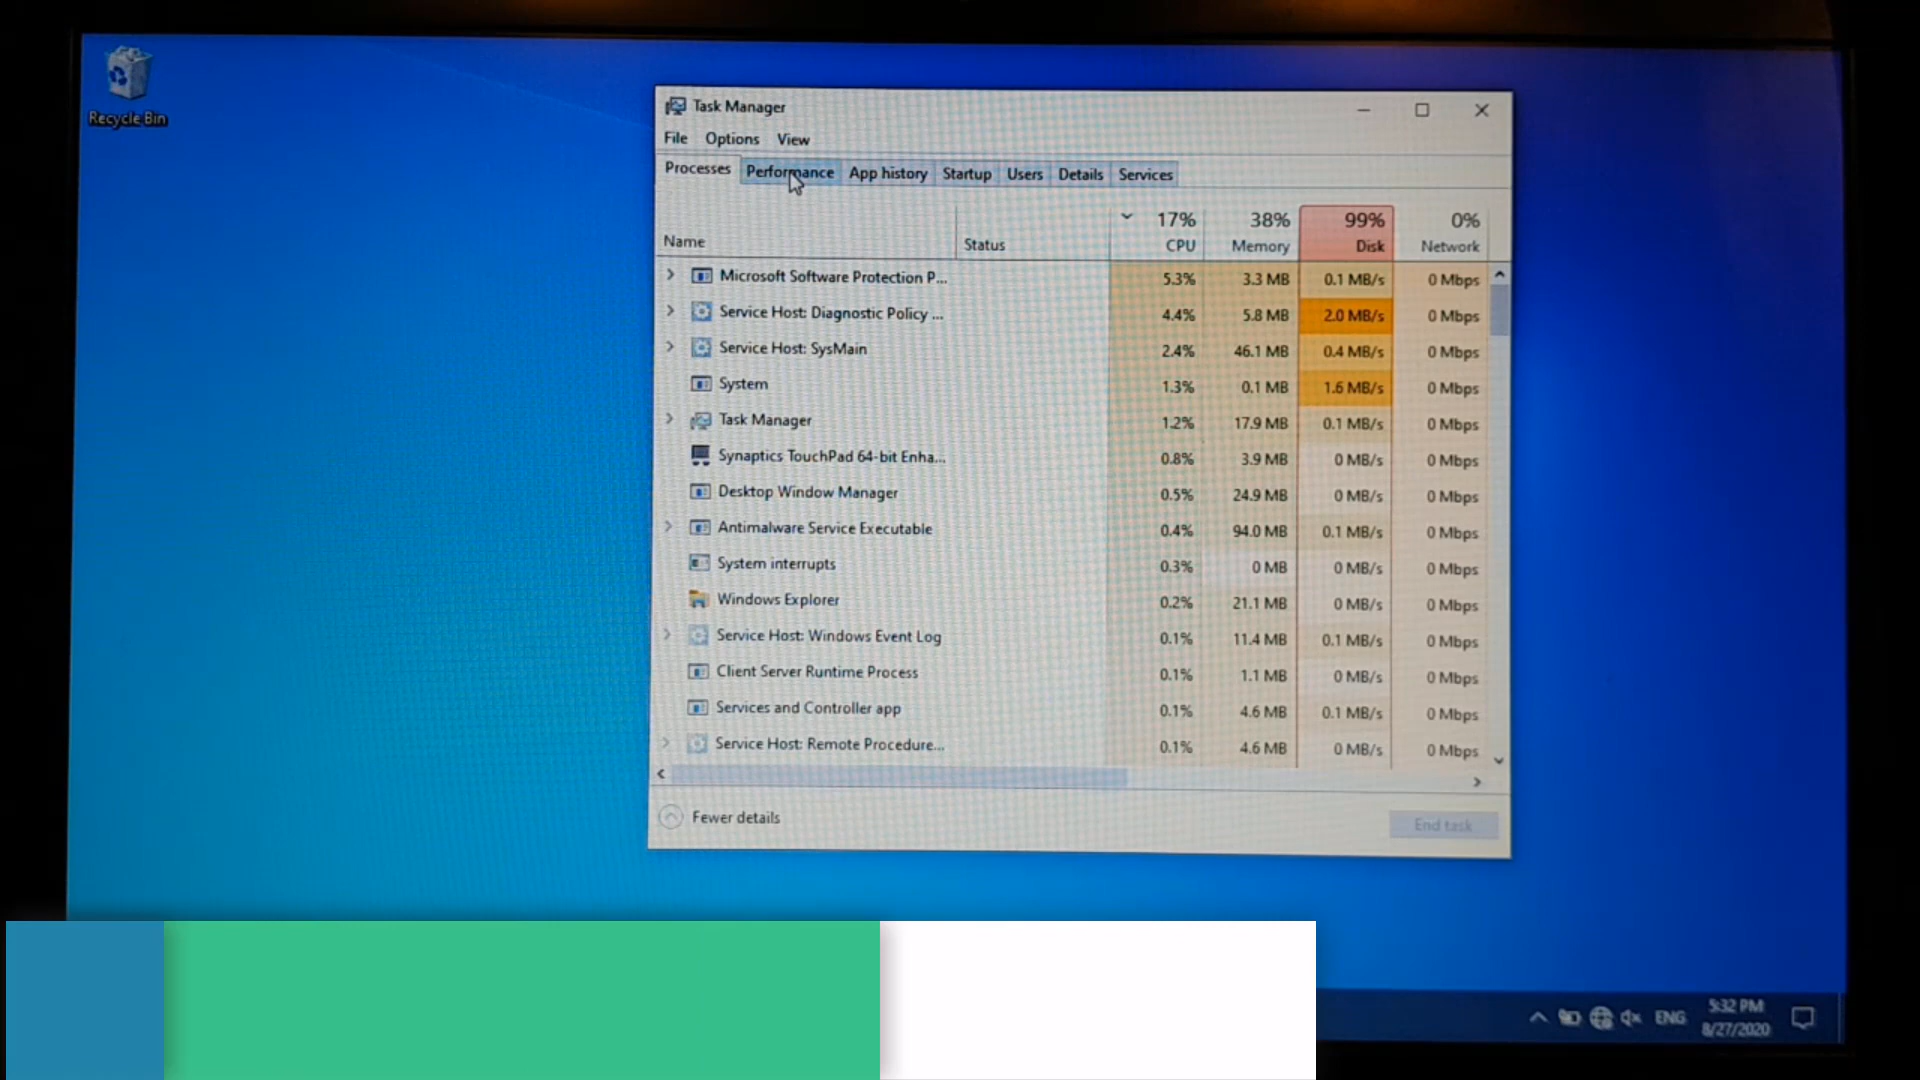 Recycle Bin
Task Manager
File Options View
Processes Performance App history Startup Users Details Services
17% 38% 99% 0%
Name Status CPU Memory Disk Network
Microsoft Software Protection P... 5.3% 3.3 MB 0.1 MB/s 0 Mbps
Service Host: Diagnostic Policy ... 4.4% 5.8 MB 2.0 MB/s 0 Mbps
Service Host: SysMain 2.4% 46.1 MB 0.4 MB/s 0 Mbps
System 1.3% 0.1 MB 1.6 MB/s 0 Mbps
Task Manager 1.2% 17.9 MB 0.1 MB/s 0 Mbps
Synaptics TouchPad 64-bit Enha... 0.8% 3.9 MB 0 MB/s 0 Mbps
Desktop Window Manager 0.5% 24.9 MB 0 MB/s 0 Mbps
Antimalware Service Executable 0.4% 94.0 MB 0.1 MB/s 0 Mbps
System interrupts 0.3% 0 MB 0 MB/s 0 Mbps
Windows Explorer 0.2% 21.1 MB 0 MB/s 0 Mbps
Service Host: Windows Event Log 0.1% 11.4 MB 0.1 MB/s 0 Mbps
Client Server Runtime Process 0.1% 1.1 MB 0 MB/s 0 Mbps
Services and Controller app 0.1% 4.6 MB 0.1 MB/s 0 Mbps
Service Host: Remote Procedure... 0.1% 4.6 MB 0 MB/s 0 Mbps
Fewer details End task
ENG 5:32 PM
8/27/2020